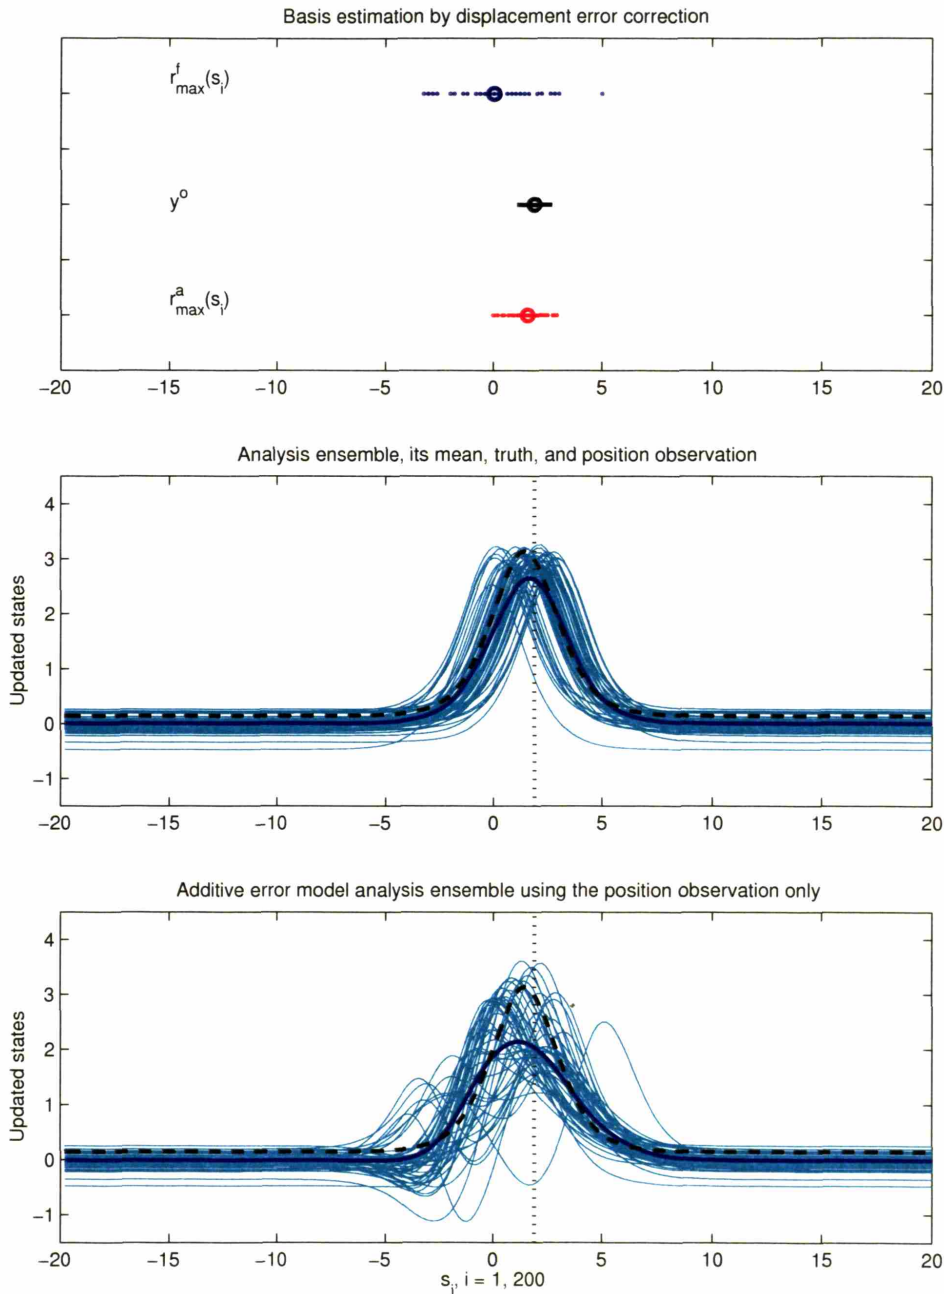 Basis estimation by displacement error correction
r^f_max(s_i)
y^o
r^a_max(s_i)
−20 −15 −10 −5 0 5 10 15 20
Analysis ensemble, its mean, truth, and position observation
Updated states
4
3
2
1
0
−1
−20 −15 −10 −5 0 5 10 15 20
Additive error model analysis ensemble using the position observation only
Updated states
4
3
2
1
0
−1
−20 −15 −10 −5 0 5 10 15 20
s_i, i = 1, 200